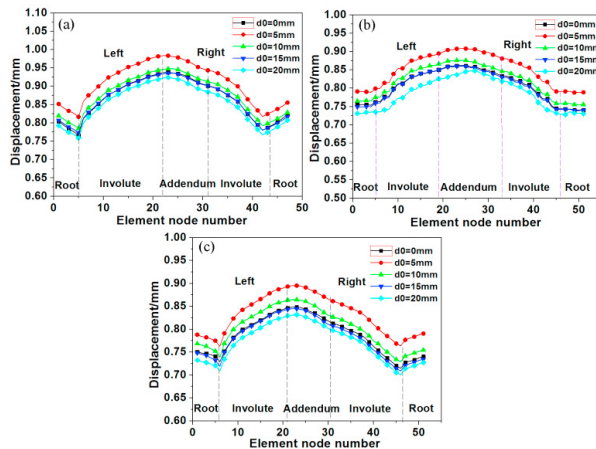 (a)
Left
Right
d0=0mm
d0=5mm
d0=10mm
d0=15mm
d0=20mm
Displacement/mm
1.10
1.05
1.00
0.95
0.90
0.85
0.80
0.75
0.70
0.65
0.60
Root
Involute
Addendum
Involute
Root
0 10 20 30 40 50
Element node number
(b)
Left
Right
d0=0mm
d0=5mm
d0=10mm
d0=15mm
d0=20mm
Displacement/mm
1.00
0.95
0.90
0.85
0.80
0.75
0.70
0.65
0.60
0.55
0.50
Root
Involute
Addendum
Involute
Root
0 10 20 30 40 50
Element node number
(c)
Left
Right
d0=0mm
d0=5mm
d0=10mm
d0=15mm
d0=20mm
Displacement/mm
1.00
0.95
0.90
0.85
0.80
0.75
0.70
0.65
0.60
Root
Involute
Addendum
Involute
Root
0 10 20 30 40 50
Element node number